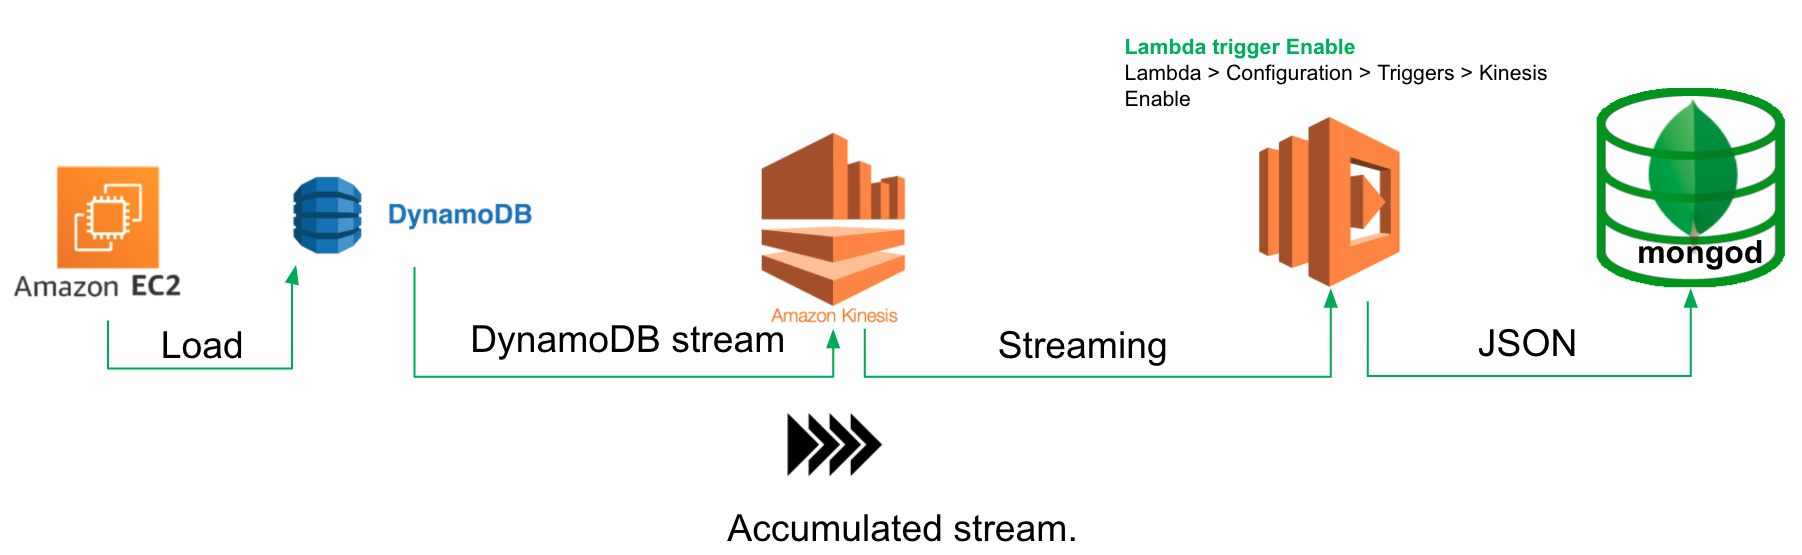 Lambda trigger Enable
Lambda > Configuration > Triggers > Kinesis
Enable
Amazon EC2
DynamoDB
Amazon Kinesis
mongod
Load
DynamoDB stream
Streaming
JSON
Accumulated stream.